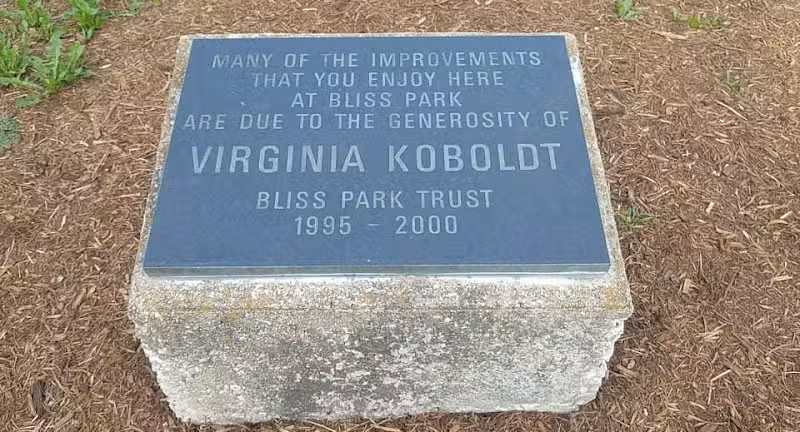 MANY OF THE IMPROVEMENTS
THAT YOU ENJOY HERE
AT BLISS PARK
ARE DUE TO THE GENEROSITY OF
VIRGINIA KOBOLDT
BLISS PARK TRUST
1995 - 2000